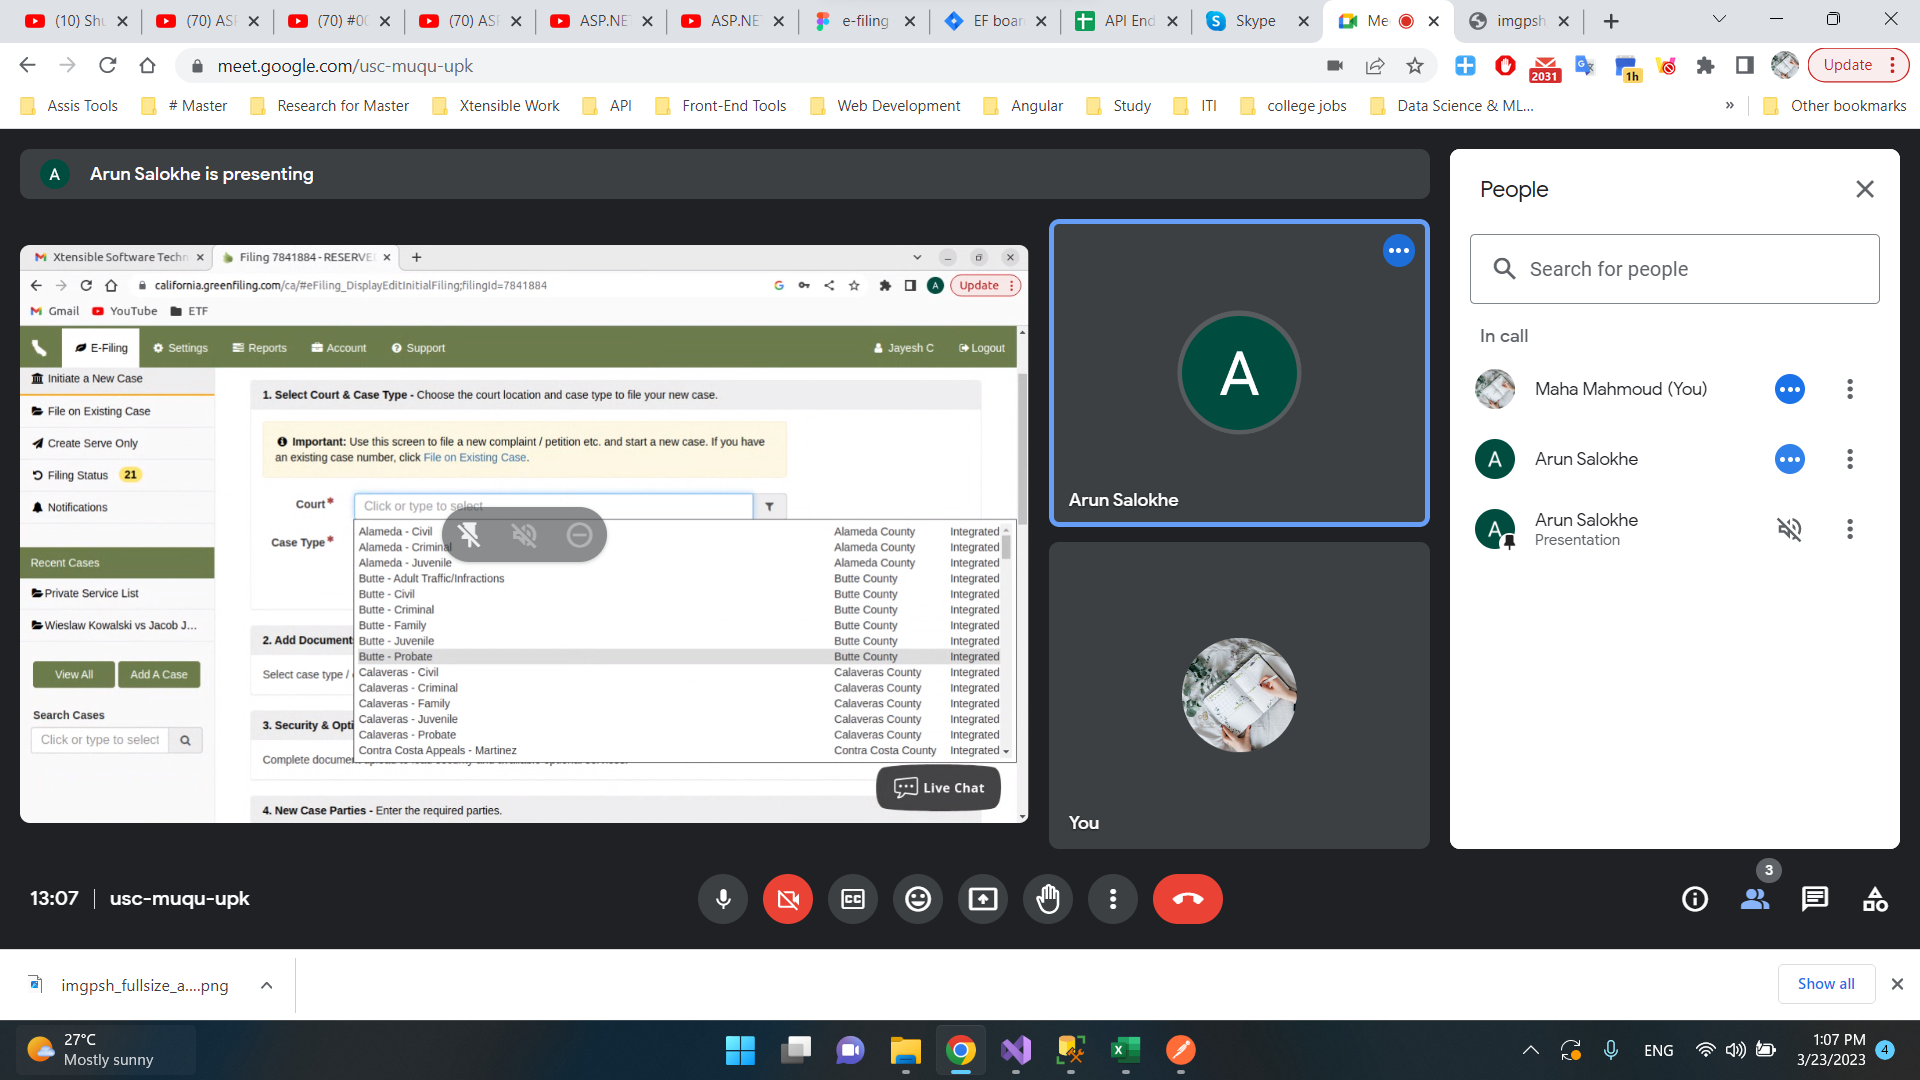 (10) Shu
(70) ASP
(70) #00
(70) ASP
ASP.NET
ASP.NET
e-filing
EF boar
API End
Skype
Me
imgpsh
meet.google.com/usc-muqu-upk
2031
1h
Update
Assis Tools
# Master
Research for Master
Xtensible Work
API
Front-End Tools
Web Development
Angular
Study
ITI
college jobs
Data Science & ML...
»
Other bookmarks
A
Arun Salokhe is presenting
Xtensible Software Techn
Filing 7841884 - RESERVE
california.greenfiling.com/ca/#eFiling_DisplayEditInitialFiling;filingId=7841884
A
Update
Gmail
YouTube
ETF
E-Filing
Settings
Reports
Account
Support
Jayesh C
Logout
Initiate a New Case
File on Existing Case
Create Serve Only
Filing Status 21
Notifications
Recent Cases
Private Service List
Wieslaw Kowalski vs Jacob J...
View All
Add A Case
Search Cases
Click or type to select
1. Select Court & Case Type - Choose the court location and case type to file your new case.
Important: Use this screen to file a new complaint / petition etc. and start a new case. If you have
an existing case number, click File on Existing Case.
Court*
Click or type to select
Case Type*
Alameda - Civil Alameda County Integrated
Alameda - Criminal Alameda County Integrated
Alameda - Juvenile Alameda County Integrated
Butte - Adult Traffic/Infractions Butte County Integrated
Butte - Civil Butte County Integrated
Butte - Criminal Butte County Integrated
Butte - Family Butte County Integrated
Butte - Juvenile Butte County Integrated
Butte - Probate Butte County Integrated
Calaveras - Civil Calaveras County Integrated
Calaveras - Criminal Calaveras County Integrated
Calaveras - Family Calaveras County Integrated
Calaveras - Juvenile Calaveras County Integrated
Calaveras - Probate Calaveras County Integrated
Contra Costa Appeals - Martinez Contra Costa County Integrated
2. Add Document
Select case type /
3. Security & Opti
Complete document
4. New Case Parties - Enter the required parties.
Live Chat
A
Arun Salokhe
You
People
Search for people
In call
Maha Mahmoud (You)
A
Arun Salokhe
A
Arun Salokhe
Presentation
13:07
usc-muqu-upk
CC
3
imgpsh_fullsize_a....png
Show all
27°C
Mostly sunny
ENG
1:07 PM
3/23/2023
4